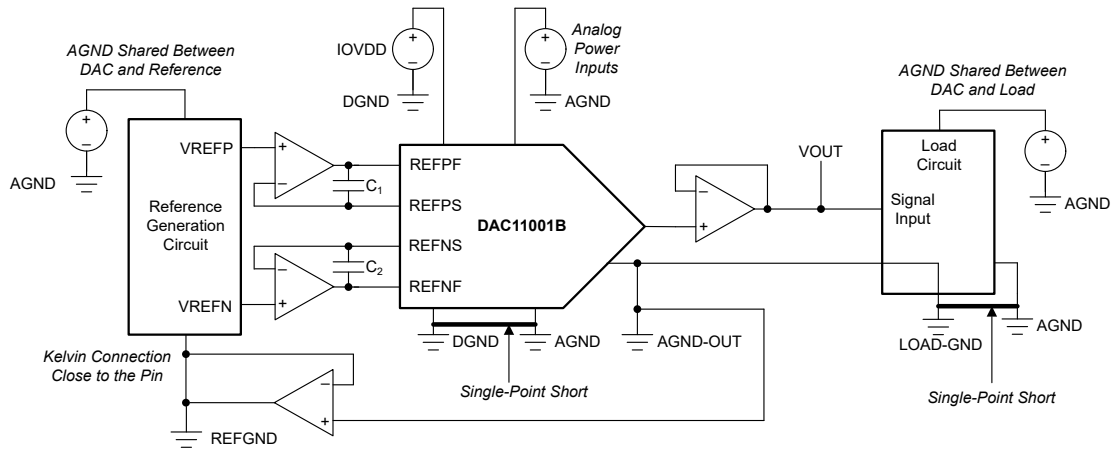 AGND Shared Between
DAC and Reference
IOVDD
DGND
Analog
Power
Inputs
AGND
AGND Shared Between
DAC and Load
AGND
VREFP
Reference
Generation
Circuit
VREFN
C1
C2
REFPF
REFPS
DAC11001B
REFNS
REFNF
VOUT
Load
Circuit
Signal
Input
AGND
DGND
AGND
AGND-OUT
LOAD-GND
AGND
Kelvin Connection
Close to the Pin
Single-Point Short
Single-Point Short
REFGND